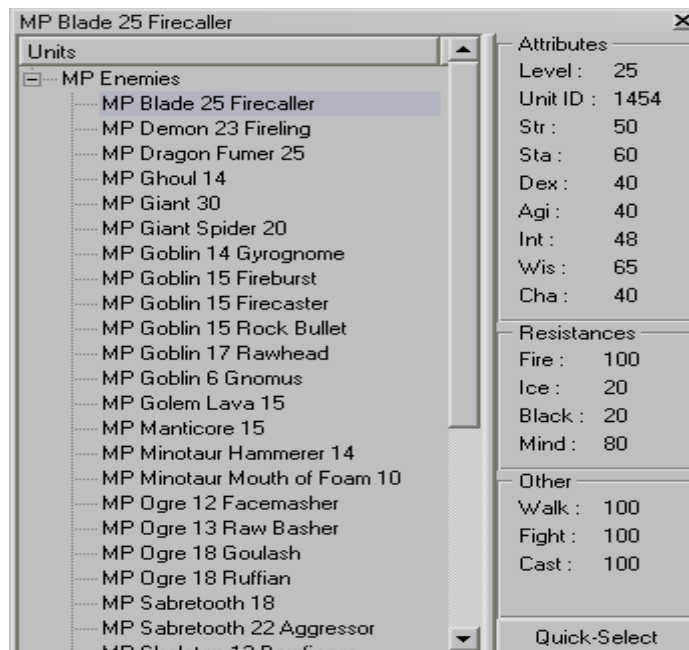 MP Blade 25 Firecaller
Units
MP Enemies
MP Blade 25 Firecaller
MP Demon 23 Fireling
MP Dragon Fumer 25
MP Ghoul 14
MP Giant 30
MP Giant Spider 20
MP Goblin 14 Gyrognome
MP Goblin 15 Fireburst
MP Goblin 15 Firecaster
MP Goblin 15 Rock Bullet
MP Goblin 17 Rawhead
MP Goblin 6 Gnomus
MP Golem Lava 15
MP Manticore 15
MP Minotaur Hammerer 14
MP Minotaur Mouth of Foam 10
MP Ogre 12 Facemasher
MP Ogre 13 Raw Basher
MP Ogre 18 Goulash
MP Ogre 18 Ruffian
MP Sabretooth 18
MP Sabretooth 22 Aggressor
Attributes
Level : 25
Unit ID : 1454
Str : 50
Sta : 60
Dex : 40
Agi : 40
Int : 48
Wis : 65
Cha : 40
Resistances
Fire : 100
Ice : 20
Black : 20
Mind : 80
Other
Walk : 100
Fight : 100
Cast : 100
Quick-Select